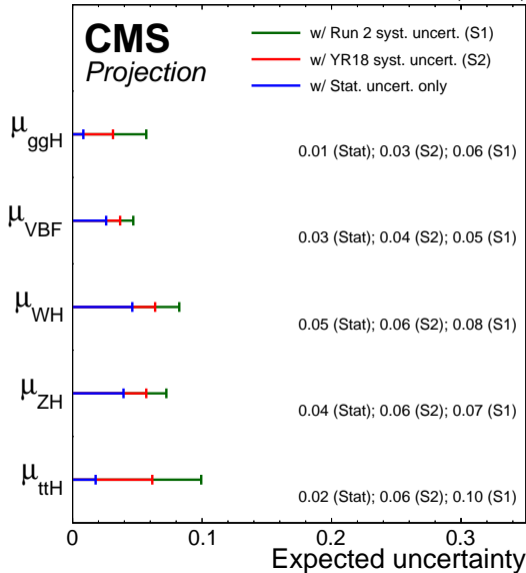 CMS
Projection
w/ Run 2 syst. uncert. (S1)
w/ YR18 syst. uncert. (S2)
w/ Stat. uncert. only
μggH
0.01 (Stat); 0.03 (S2); 0.06 (S1)
μVBF
0.03 (Stat); 0.04 (S2); 0.05 (S1)
μWH
0.05 (Stat); 0.06 (S2); 0.08 (S1)
μZH
0.04 (Stat); 0.06 (S2); 0.07 (S1)
μttH
0.02 (Stat); 0.06 (S2); 0.10 (S1)
0 0.1 0.2 0.3
Expected uncertainty